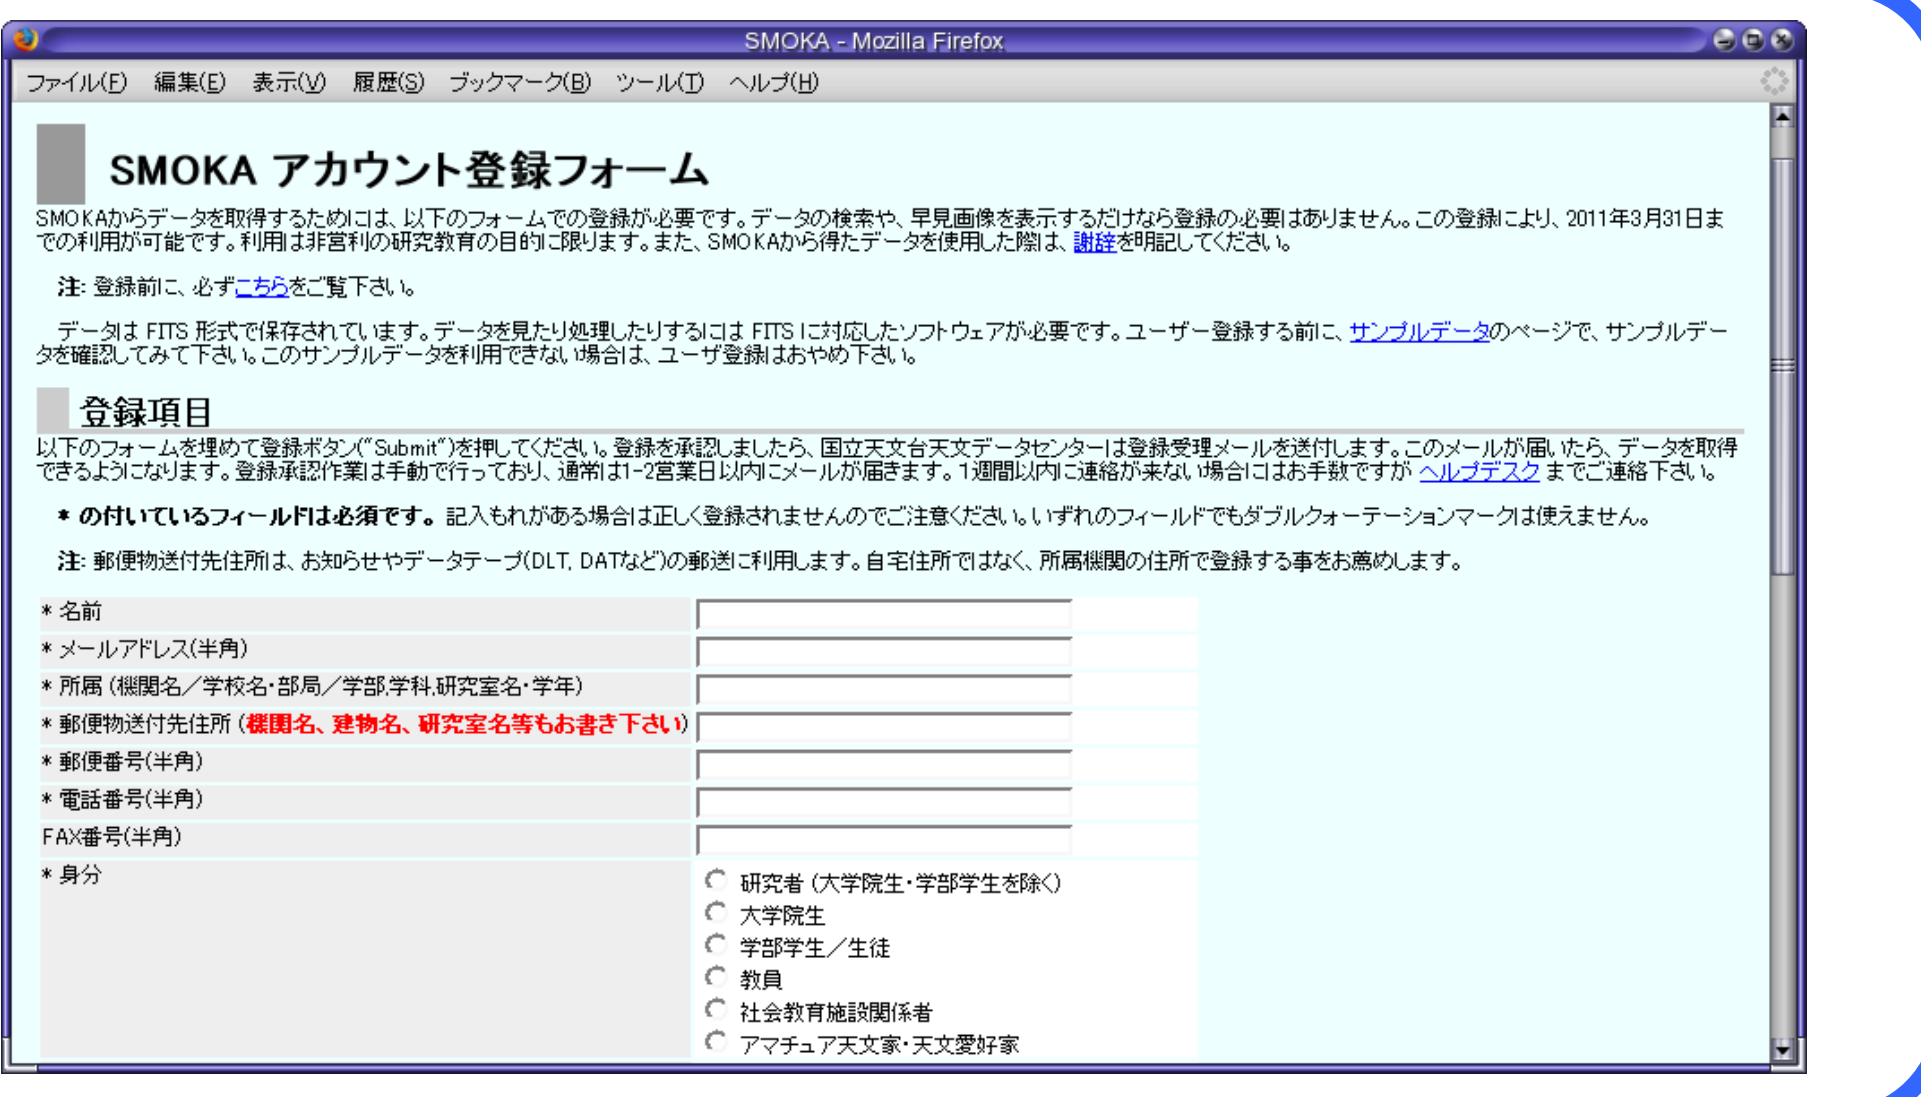 SMOKA - Mozilla Firefox
ファイル(F) 編集(E) 表示(V) 履歴(S) ブックマーク(B) ツール(T) ヘルプ(H)
SMOKA アカウント登録フォーム
SMOKAからデータを取得するためには、以下のフォームでの登録が必要です。データの検索や、早見画像を表示するだけなら登録の必要はありません。この登録により、2011年3月31日ま
での利用が可能です。利用は非営利の研究教育の目的に限ります。また、SMOKAから得たデータを使用した際は、謝辞を明記してください。
注: 登録前に、必ずこちらをご覧下さい。
データは FITS 形式で保存されています。データを見たり処理したりするには FITS に対応したソフトウェアが必要です。ユーザー登録する前に、サンプルデータのページで、サンプルデー
タを確認してみて下さい。このサンプルデータを利用できない場合は、ユーザ登録はおやめ下さい。
登録項目
以下のフォームを埋めて登録ボタン("Submit")を押してください。登録を承認しましたら、国立天文台天文データセンターは登録受理メールを送付します。このメールが届いたら、データを取得
できるようになります。登録承認作業は手動で行っており、通常は1-2営業日以内にメールが届きます。1週間以内に連絡が来ない場合にはお手数ですが ヘルプデスク までご連絡下さい。
* の付いているフィールドは必須です。記入もれがある場合は正しく登録されませんのでご注意ください。いずれのフィールドでもダブルクォーテーションマークは使えません。
注: 郵便物送付先住所は、お知らせやデータテープ(DLT, DATなど)の郵送に利用します。自宅住所ではなく、所属機関の住所で登録する事をお薦めします。
* 名前
* メールアドレス(半角)
* 所属 (機関名／学校名・部局／学部,学科,研究室名・学年)
* 郵便物送付先住所 (機関名、建物名、研究室名等もお書き下さい)
* 郵便番号(半角)
* 電話番号(半角)
FAX番号(半角)
* 身分
研究者 (大学院生・学部学生を除く)
大学院生
学部学生／生徒
教員
社会教育施設関係者
アマチュア天文家・天文愛好家